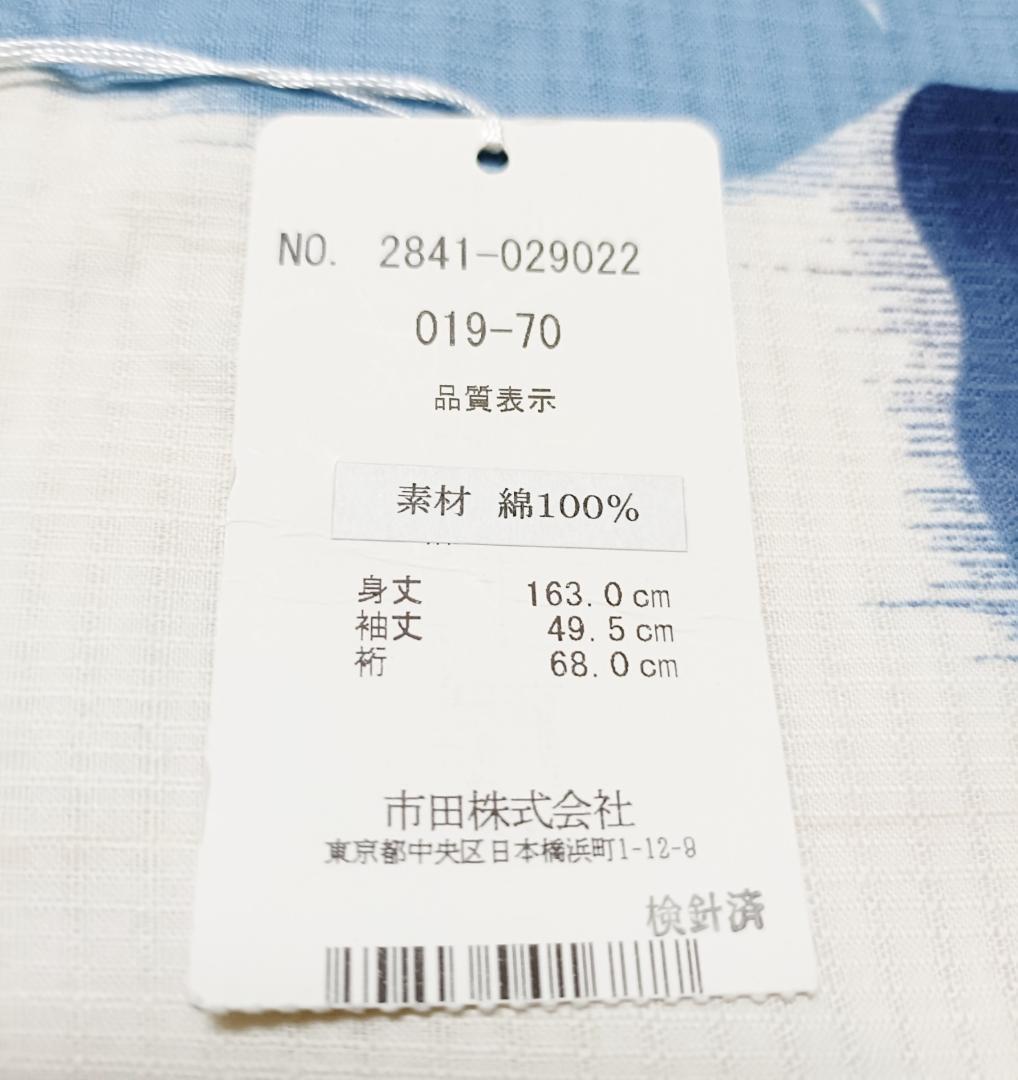 NO. 2841-029022
019-70
品質表示
素材 綿100%
身丈 163.0cm
袖丈 49.5cm
裄 68.0cm
市田株式会社
東京都中央区日本橋浜町1-12-9
検針済